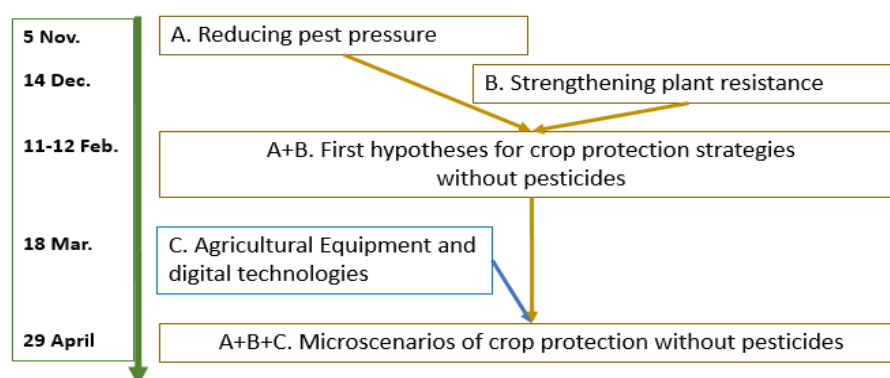 5 Nov.
A. Reducing pest pressure
14 Dec.
B. Strengthening plant resistance
11-12 Feb.
A+B. First hypotheses for crop protection strategies
without pesticides
18 Mar.
C. Agricultural Equipment and
digital technologies
29 April
A+B+C. Microscenarios of crop protection without pesticides